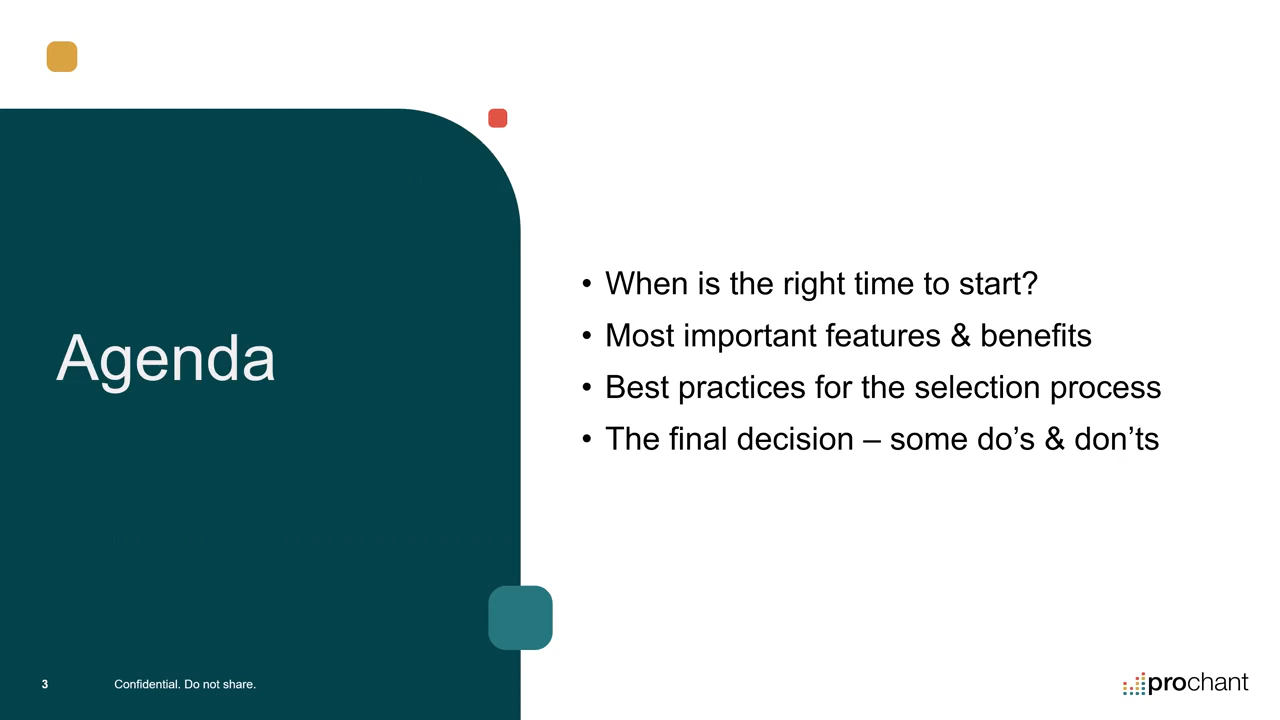 Agenda
• When is the right time to start?
• Most important features & benefits
• Best practices for the selection process
• The final decision – some do’s & don’ts
3
Confidential. Do not share.
prochant